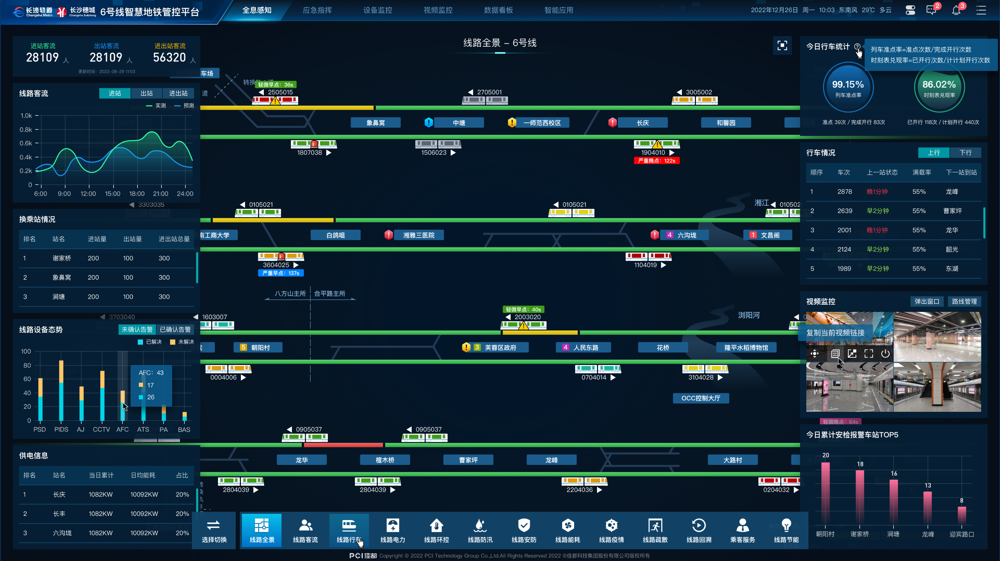 长沙轨道
Changsha Metro
长沙穗城
Changsha Suicheng
6号线智慧地铁管控平台
全息感知
应急指挥
设备监控
视频监控
数据看板
智能应用
2022年12月26日 周一 10:03 东南风 29℃ 多云
2
3
进站客流
28109 人
出站客流
28109 人
进出站客流
56320 人
更新时间：2022-08-29 11:03
线路客流
进站 出站 进出站
实测 预测
1.0k
0.8k
0.6k
0.4k
0.2k
0
6:00 9:00 12:00 15:00 18:00 21:00 24:00
换乘站情况
排名 站名 进站量 出站量 进出站总量
1 谢家桥 200 100 300
2 象鼻窝 200 100 300
3 涧塘 200 100 300
线路设备态势
未确认告警 已确认告警
已解决 未解决
100
80
60
40
20
0
AFC：43
17
26
PSD PIDS AJ CCTV AFC ATS PA BAS
供电信息
排名 站名 当日累计 日均能耗 占比
1 长庆 1082KW 10092KW 20%
2 长丰 1082KW 10092KW 20%
3 六沟垅 1082KW 10092KW 20%
线路全景 – 6号线
车场
转换
道
轻微早点：36s
2505015
2705001
3005002
象鼻窝
中塘
一师范西校区
长庆
和馨园
1807038
1506023
1904010
严重晚点：122s
3303035
0105021
0105021
湘江
010502
南工商大学
白鸽咀
湘雅三医院
4 六沟垅
1 文昌阁
3604025
严重早点：137s
1104019
八方山主所 合平路主所
3703040
1603007
轻微早点：40s
2003020
浏阳河
院
5 朝阳村
3 芙蓉区政府
4 人民东路
花桥
隆平水稻博物馆
0004006
0704014
3104028
OCC控制大厅
0905037
0905037
龙华
檀木桥
曹家坪
龙峰
大路村
2804039
2804039
2204036
0204032
今日行车统计
列车准点率=准点次数/完成开行次数
时刻表兑现率=已开行次数/计计划开行次数
99.15%
列车准点率
86.02%
时刻表兑现率
准点 39次 / 完成开行 83次
已开行 118次 / 计划开行 440次
行车情况
上行 下行
顺序 车次 上一站状态 满载率 下一站到站
1 2878 晚1分钟 55% 龙峰
2 2639 早2分钟 55% 曹家坪
3 2001 晚1分钟 55% 龙华
4 2124 早2分钟 55% 韶光
5 1989 早2分钟 55% 东湖
视频监控
弹出窗口 路线管理
复制当前视频链接
轻微晚点：64s
今日累计安检报警车站TOP5
20
18
16
13
8
朝阳村 谢家桥 涧塘 龙峰 迎宾路口
选择切换
线路全景
线路客流
线路行车
线路电力
线路环控
线路防汛
线路安防
线路能耗
线路疫情
线路疏散
线路回溯
乘客服务
线路节能
PCI佳都 Copyright © 2022 PCI Technology Group Co.,Ltd.All Rights Reserved 2022 ©佳都科技集团股份有限公司版权所有